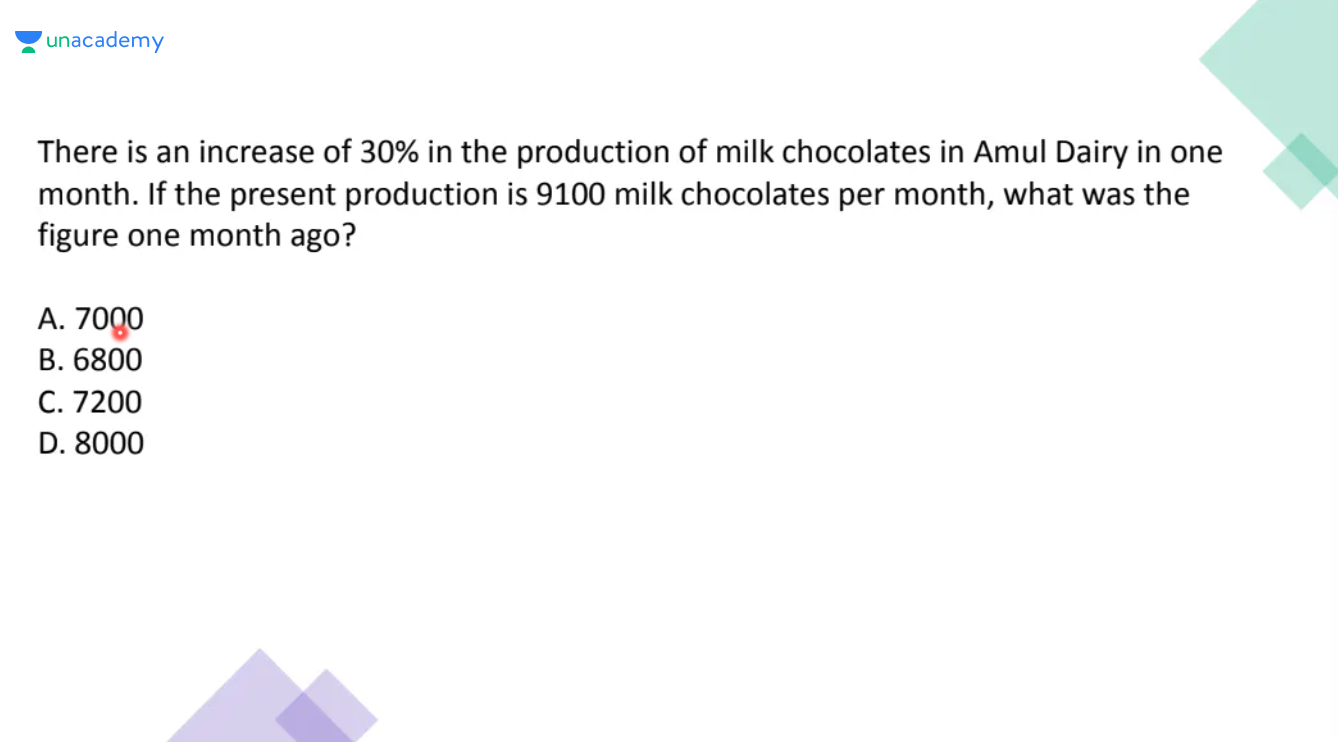 unacademy
There is an increase of 30% in the production of milk chocolates in Amul Dairy in one
month. If the present production is 9100 milk chocolates per month, what was the
figure one month ago?
A. 7000
B. 6800
C. 7200
D. 8000